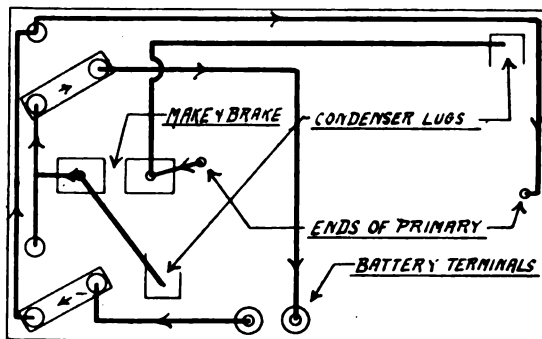 MAKE & BRAKE
CONDENSER LUGS
ENDS OF PRIMARY
BATTERY TERMINALS